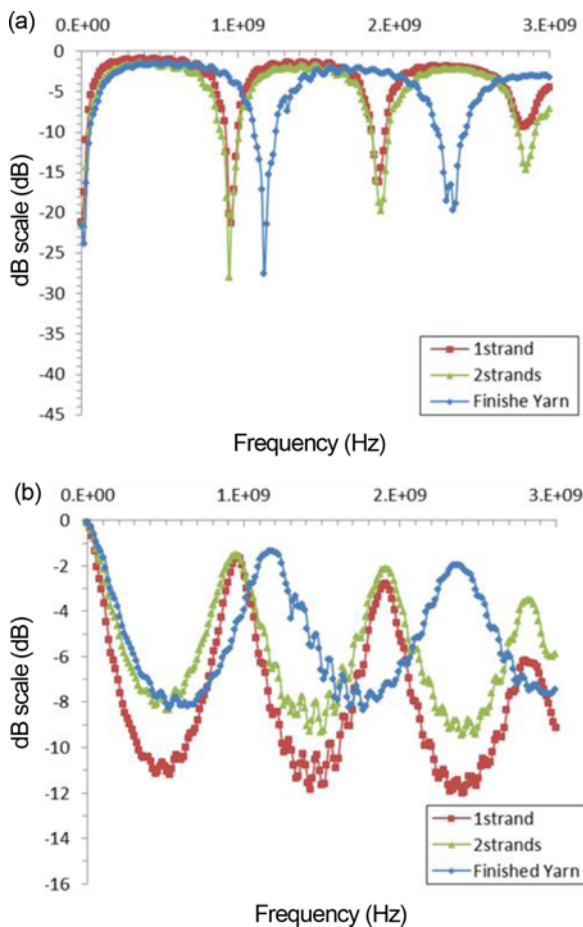 (a)
0.E+00 1.E+09 2.E+09 3.E+09
0
-5
-10
-15
-20
-25
-30
-35
-40
-45
dB scale (dB)
1strand
2strands
Finishe Yarn
Frequency (Hz)
(b)
0.E+00 1.E+09 2.E+09 3.E+09
0
-2
-4
-6
-8
-10
-12
-14
-16
dB scale (dB)
1strand
2strands
Finished Yarn
Frequency (Hz)